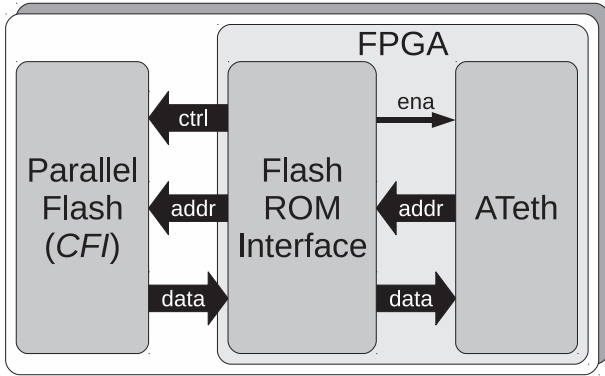 FPGA
Parallel
Flash
(CFI)
ctrl
addr
data
Flash
ROM
Interface
ena
addr
data
ATeth